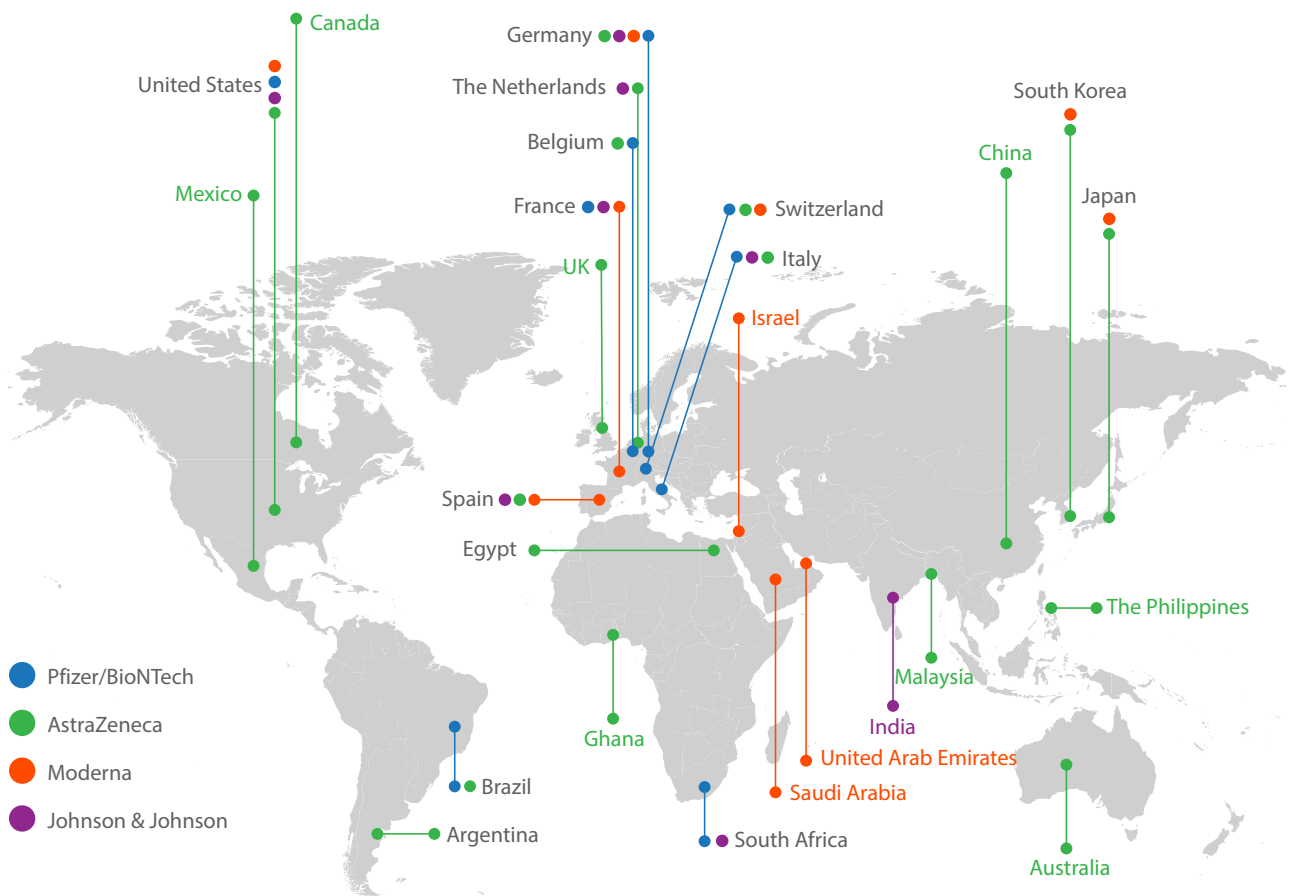 Canada
Germany
United States
The Netherlands
South Korea
Belgium
China
Mexico
France
Switzerland
Japan
UK
Italy
Israel
Spain
Egypt
The Philippines
Pfizer/BioNTech
Malaysia
AstraZeneca
India
Ghana
United Arab Emirates
Moderna
Brazil
Saudi Arabia
Johnson & Johnson
Argentina
South Africa
Australia